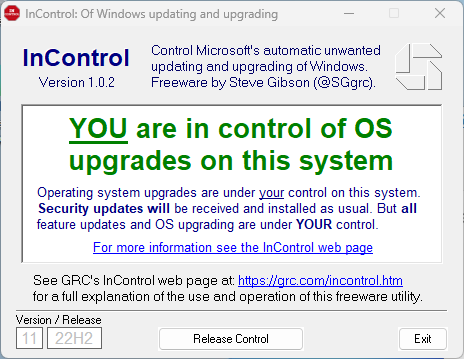 InControl: Of Windows updating and upgrading
InControl
Version 1.0.2
Control Microsoft's automatic unwanted
updating and upgrading of Windows.
Freeware by Steve Gibson (@SGgrc).
YOU are in control of OS
upgrades on this system
Operating system upgrades are under your control on this system.
Security updates will be received and installed as usual. But all
feature updates and OS upgrading are under YOUR control.
For more information see the InControl web page
See GRC's InControl web page at: https://grc.com/incontrol.htm
for a full explanation of the use and operation of this freeware utility.
Version / Release
11 22H2
Release Control
Exit